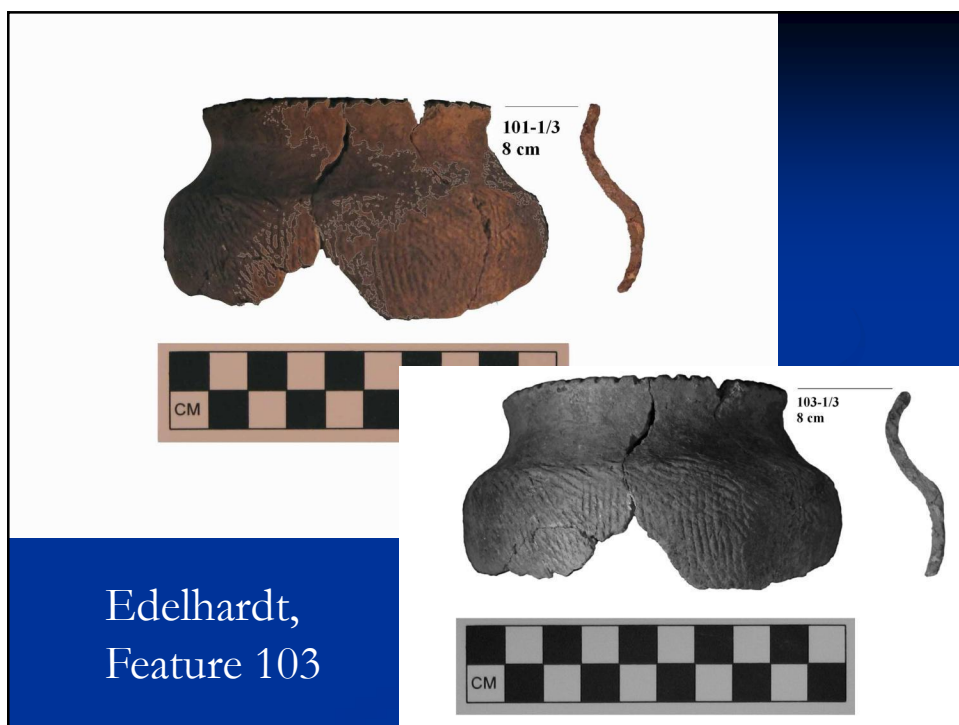 101-1/3
8 cm
CM
103-1/3
8 cm
CM
Edelhardt,
Feature 103